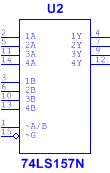 U2
2 1A 1Y 4
5 2A 2Y 7
11 3A 3Y 9
14 4A 4Y 12
3 1B
6 2B
10 3B
13 4B
1 ~A/B
15 ~G
74LS157N